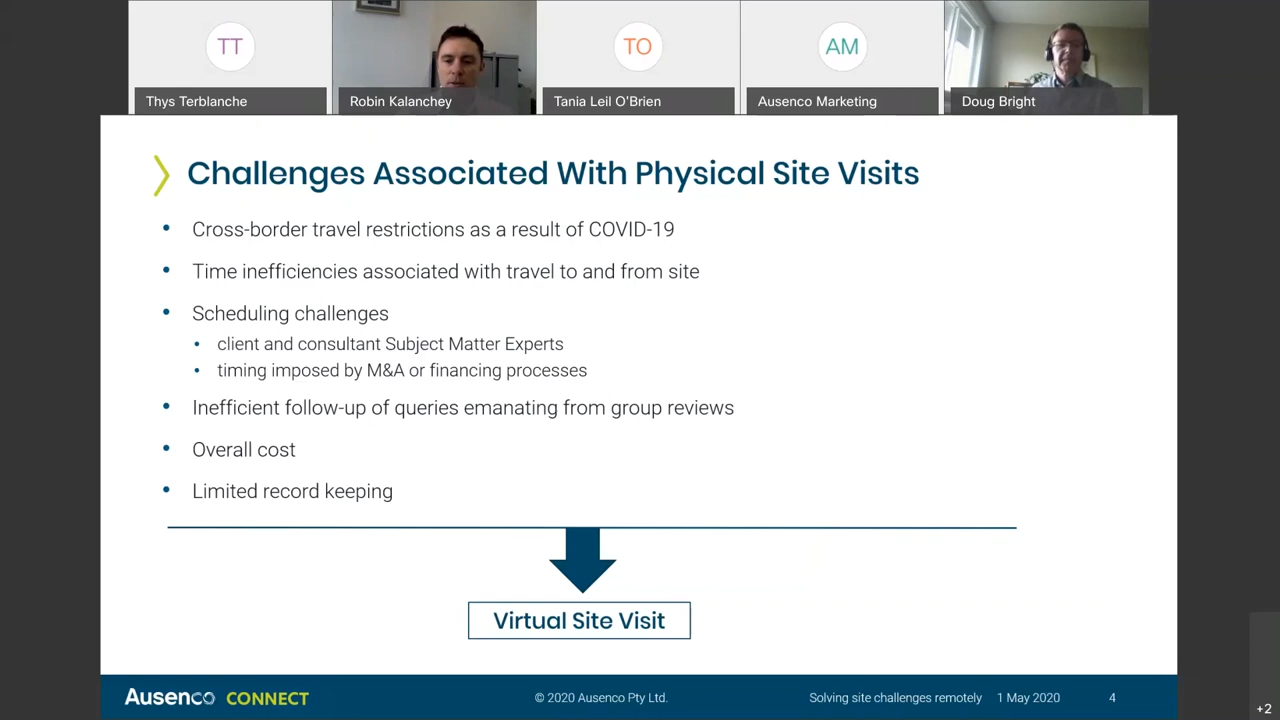 TT
TO
AM
Thys Terblanche
Robin Kalanchey
Tania Leil O'Brien
Ausenco Marketing
Doug Bright
Challenges Associated With Physical Site Visits
• Cross-border travel restrictions as a result of COVID-19
• Time inefficiencies associated with travel to and from site
• Scheduling challenges
• client and consultant Subject Matter Experts
• timing imposed by M&A or financing processes
• Inefficient follow-up of queries emanating from group reviews
• Overall cost
• Limited record keeping
Virtual Site Visit
Ausenco CONNECT
© 2020 Ausenco Pty Ltd.
Solving site challenges remotely 1 May 2020 4
+2